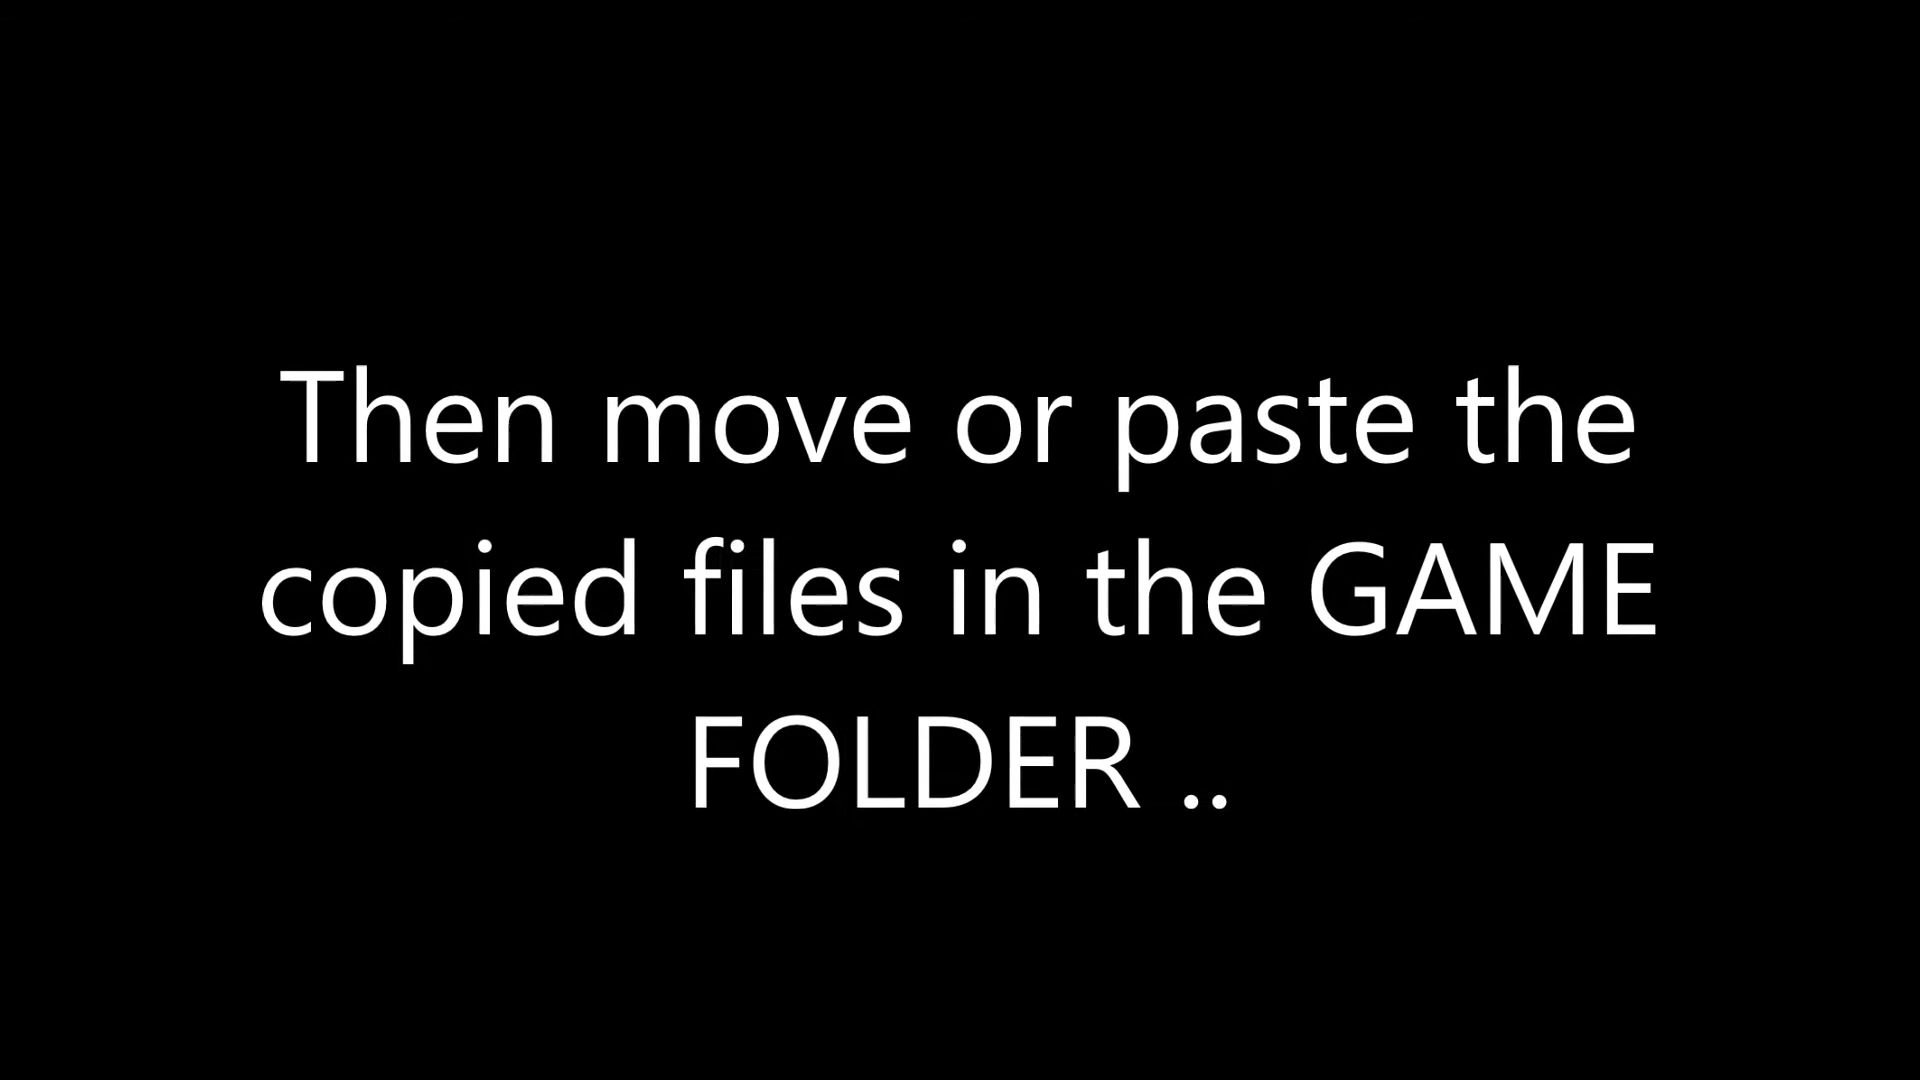 Then move or paste the
copied files in the GAME
FOLDER ..